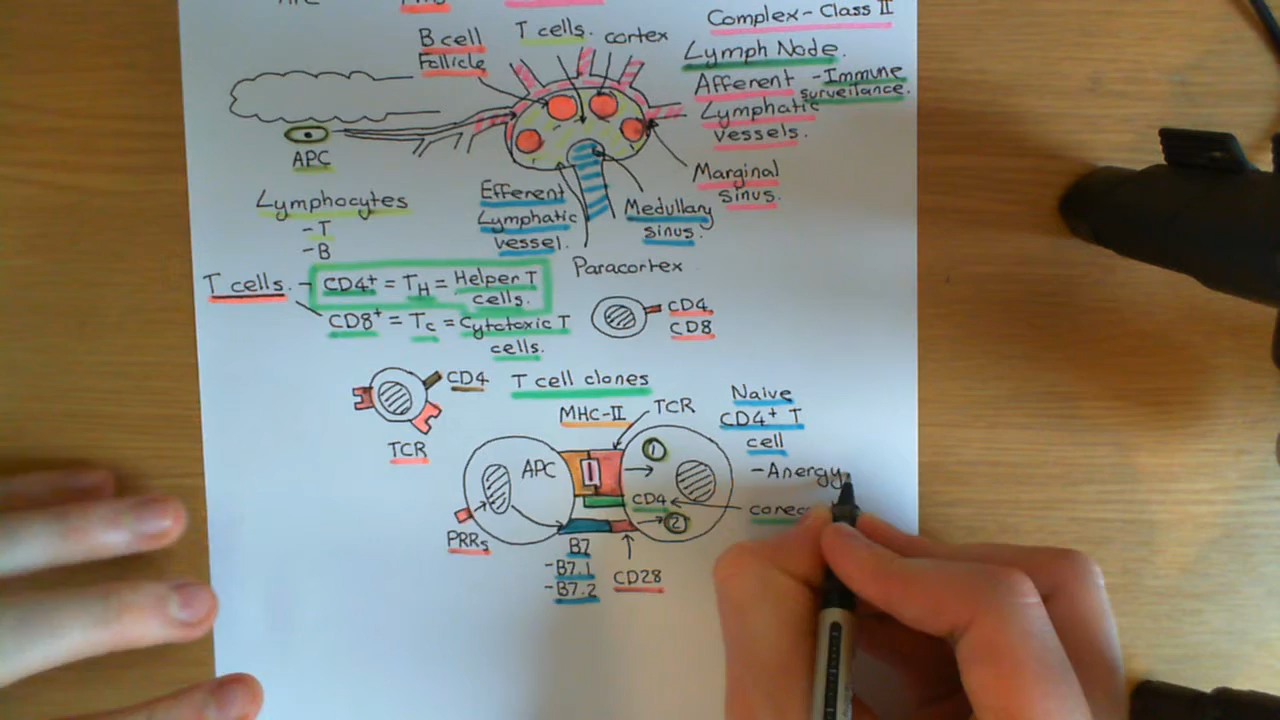 Complex - Class II
B cell
Follicle
T cells.
cortex
Lymph Node.
Afferent
Lymphatic
vessels.
- Immune
surveilance.
APC
Marginal
sinus.
Lymphocytes
- T
- B
Efferent
Lymphatic
vessel.
Medullary
sinus.
Paracortex
T cells. - CD4+ = TH = Helper T
cells.
CD8+ = Tc = Cytotoxic T
cells.
CD4
CD8
CD4
TCR
T cell clones
MHC-II
TCR
Naive
CD4+ T
cell
- Anergy
APC
1
CD4
2
PRRs
B7
- B7.1
- B7.2
CD28